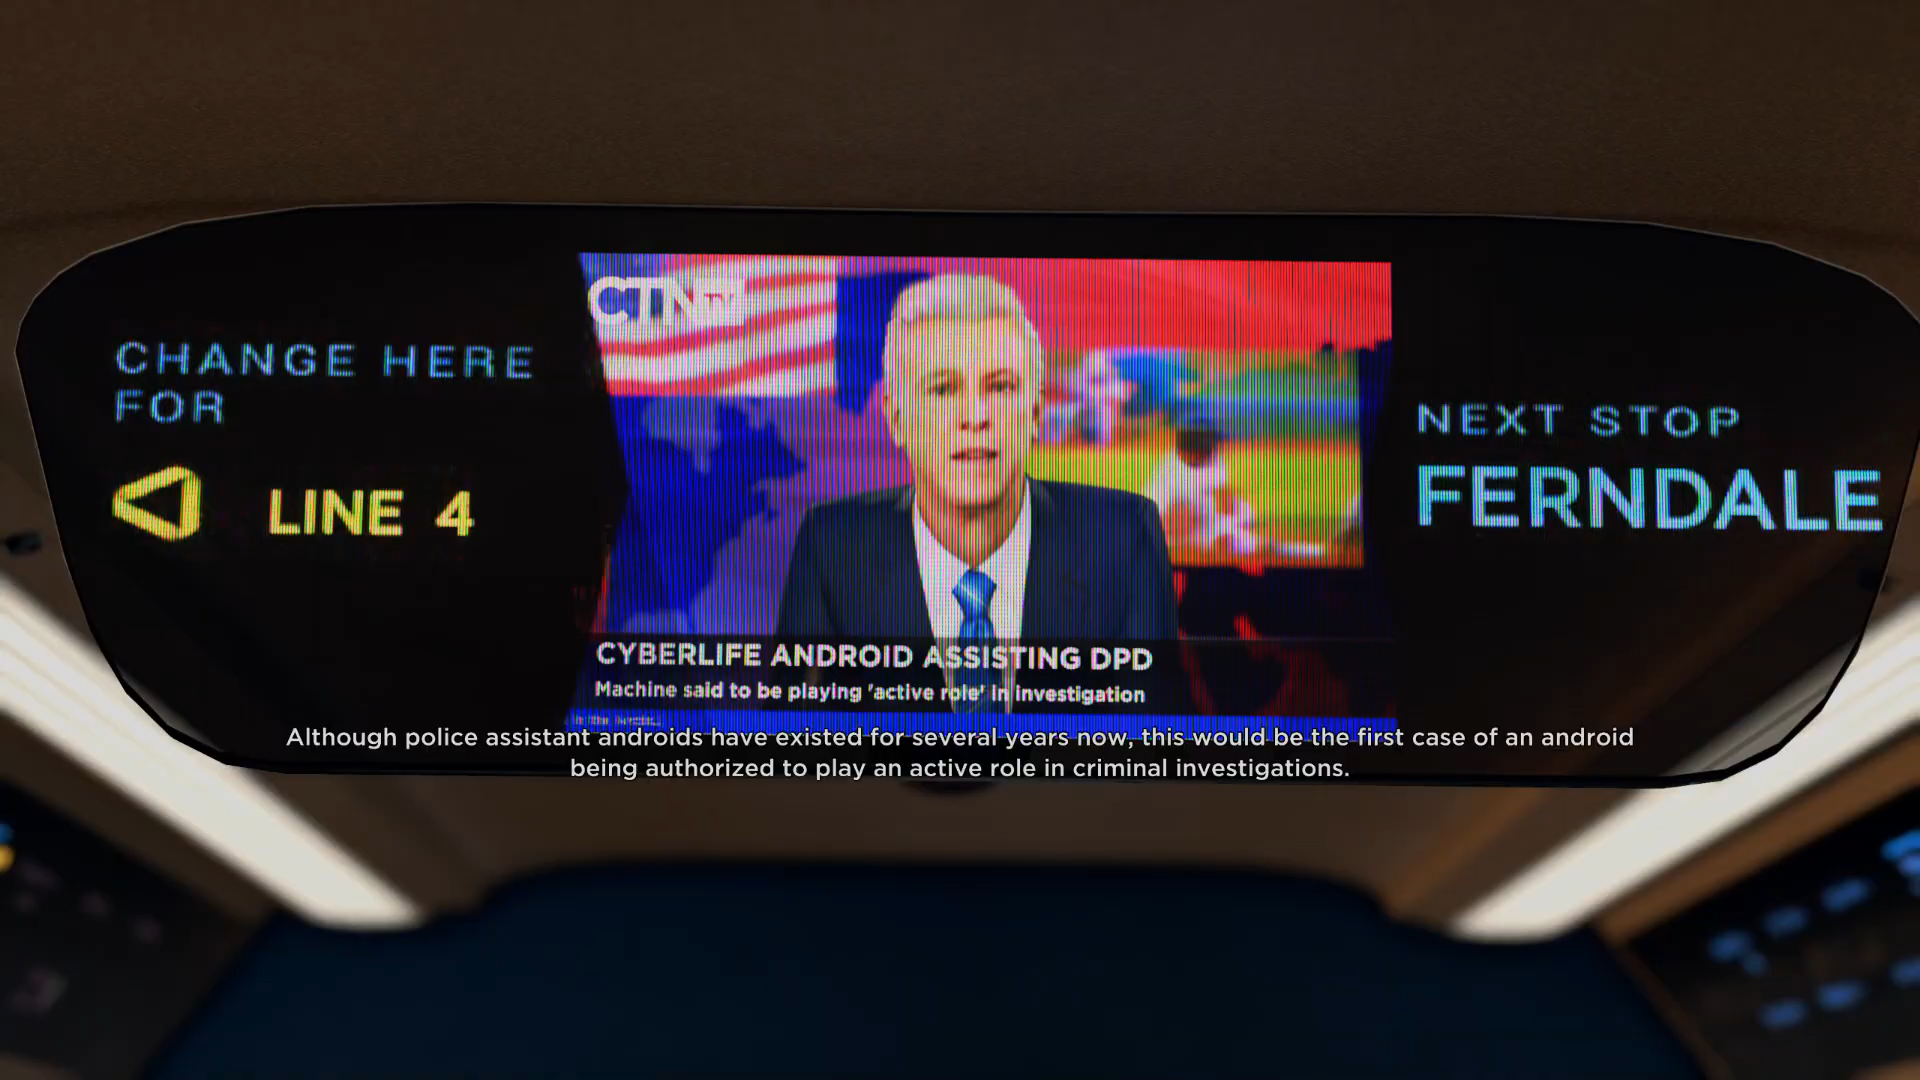 CTN TV
CHANGE HERE
FOR
LINE 4
NEXT STOP
FERNDALE
CYBERLIFE ANDROID ASSISTING DPD
Machine said to be playing 'active role' in investigation
Although police assistant androids have existed for several years now, this would be the first case of an android
being authorized to play an active role in criminal investigations.